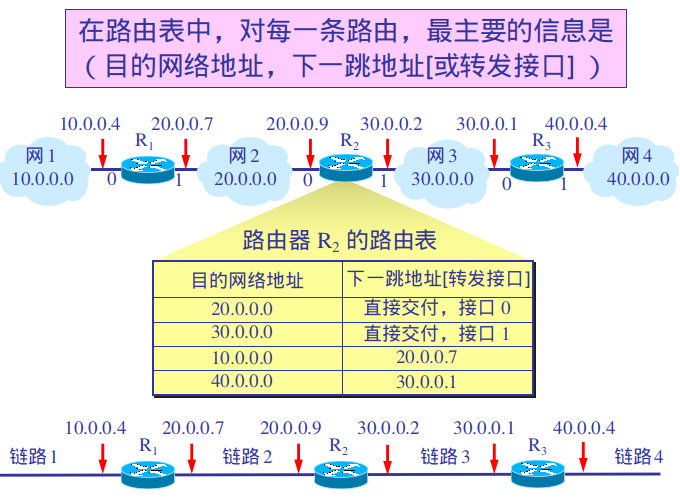 在路由表中，对每一条路由，最主要的信息是
（目的网络地址，下一跳地址[或转发接口]）
10.0.0.4 20.0.0.7 20.0.0.9 30.0.0.2 30.0.0.1 40.0.0.4
R1 R2 R3
网 1 网 2 网 3 网 4
10.0.0.0 0 1 20.0.0.0 0 1 30.0.0.0 0 1 40.0.0.0
路由器 R2 的路由表
目的网络地址 下一跳地址[转发接口]
20.0.0.0 直接交付，接口 0
30.0.0.0 直接交付，接口 1
10.0.0.0 20.0.0.7
40.0.0.0 30.0.0.1
10.0.0.4 20.0.0.7 20.0.0.9 30.0.0.2 30.0.0.1 40.0.0.4
链路1 R1 链路 2 R2 链路 3 R3 链路4